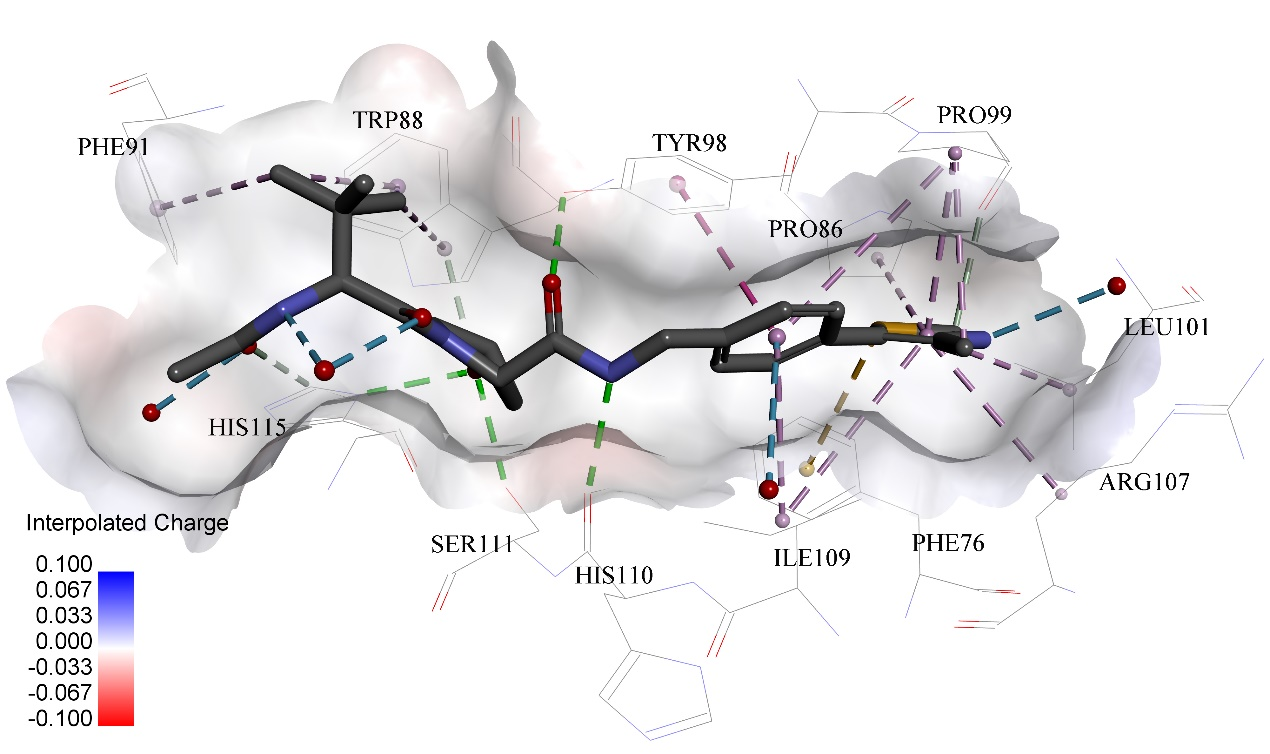 PHE91
TRP88
TYR98
PRO99
PRO86
LEU101
HIS115
ARG107
SER111
HIS110
ILE109
PHE76
Interpolated Charge
0.100
0.067
0.033
0.000
-0.033
-0.067
-0.100